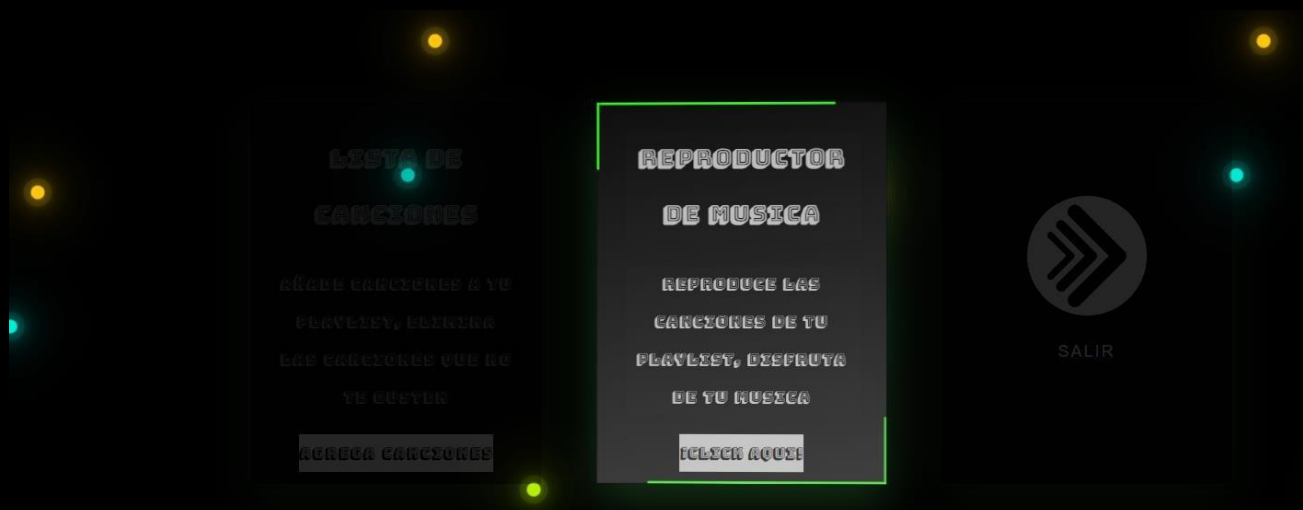 LISTA DE
CANCIONES
AÑADE CANCIONES A TU
PLAYLIST, ELIMINA
LAS CANCIONES QUE NO
TE GUSTEN
AGREGA CANCIONES
REPRODUCTOR
DE MUSICA
REPRODUCE LAS
CANCIONES DE TU
PLAYLIST, DISFRUTA
DE TU MUSICA
¡CLICK AQUI!
SALIR